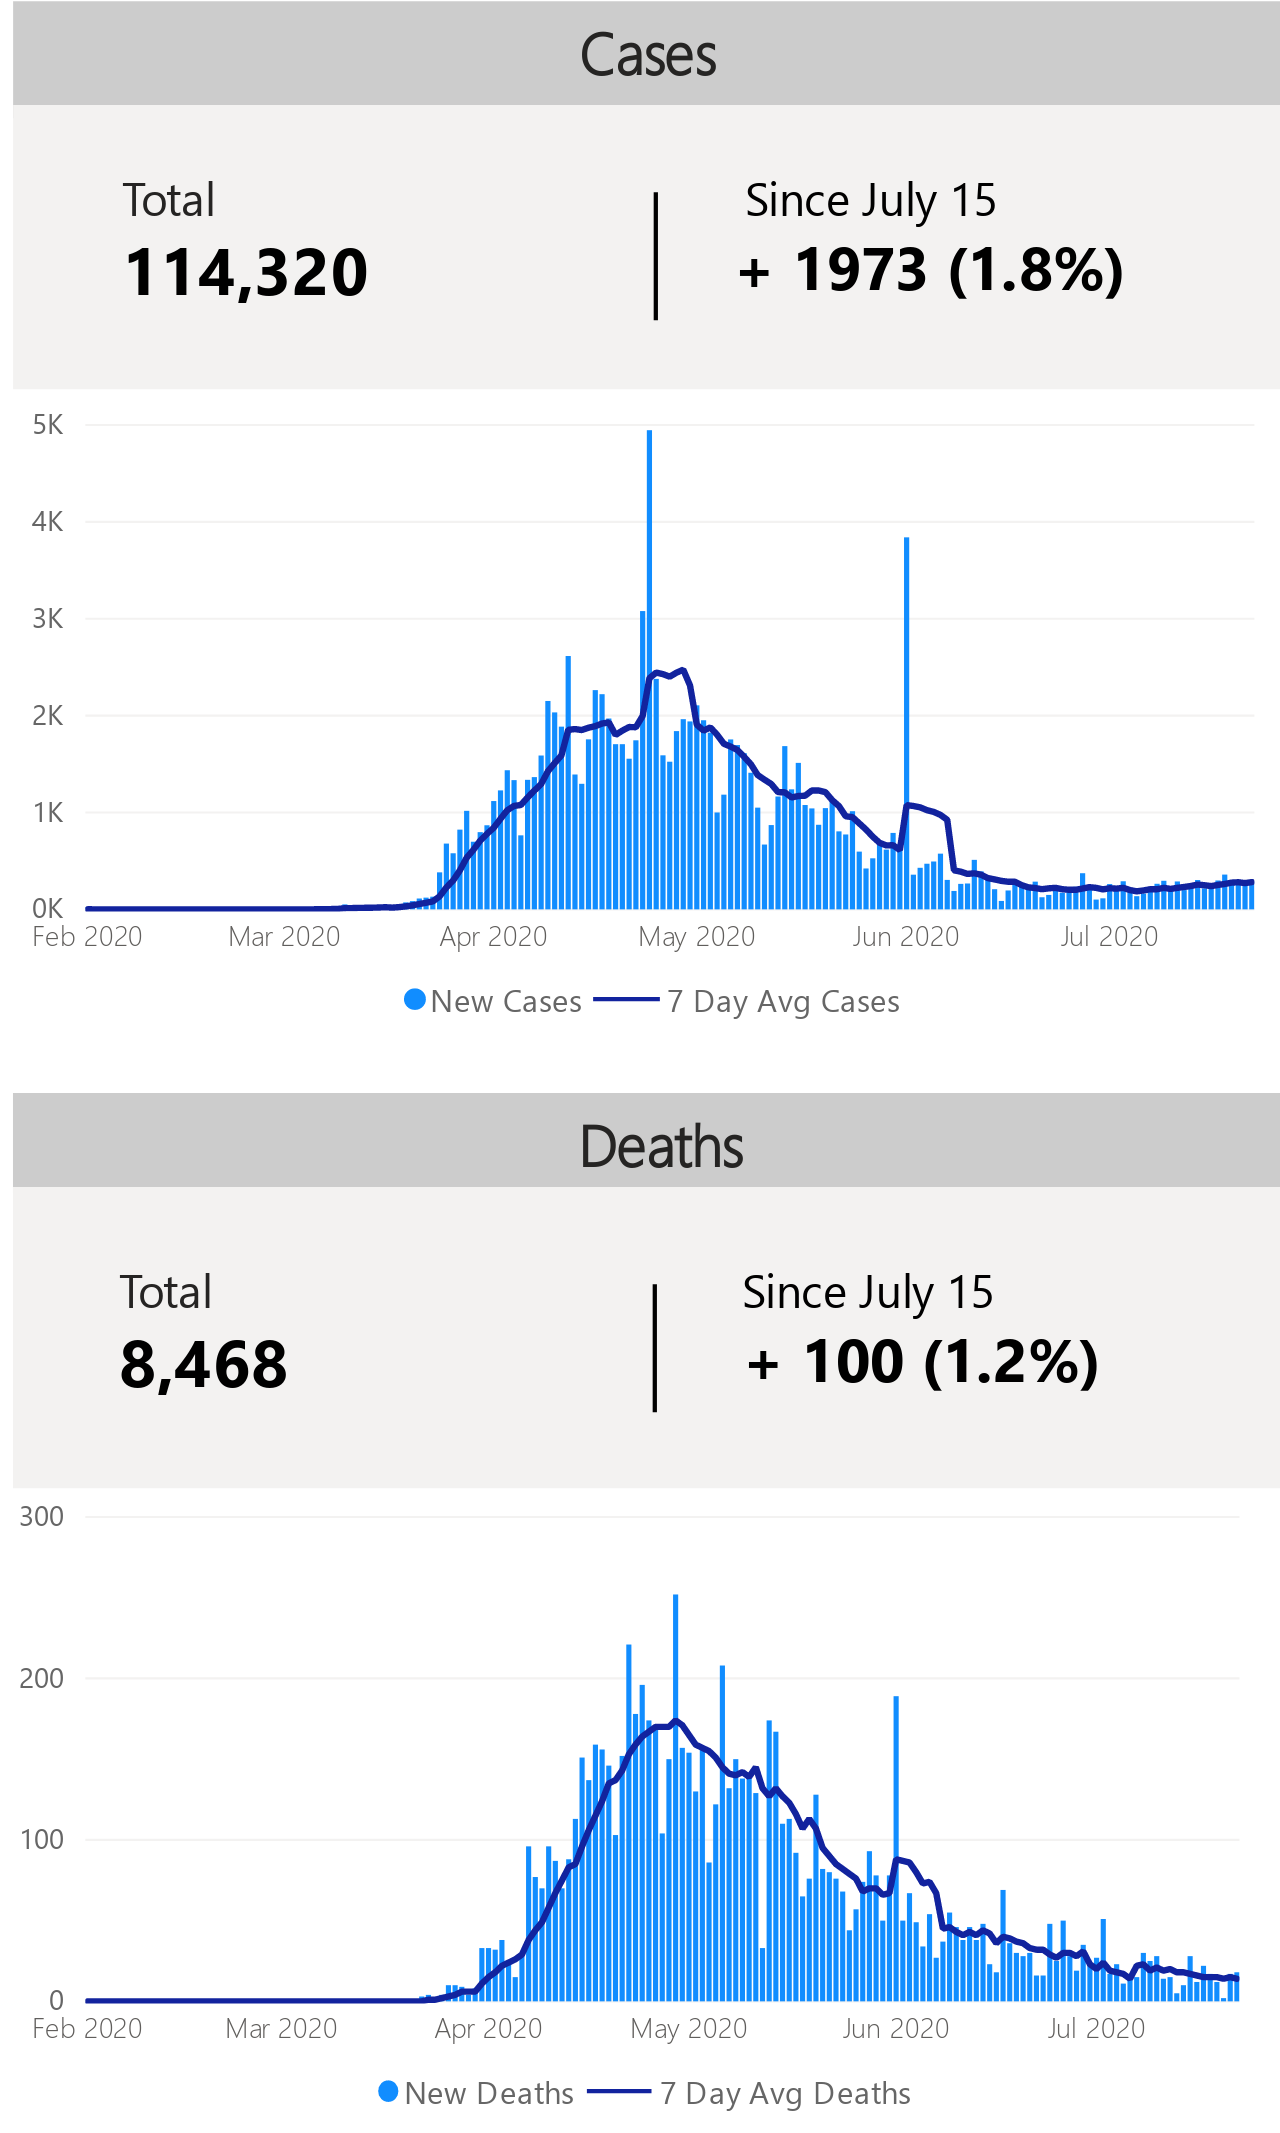 Cases
Total
Since July 15
114,320
+ 1973 (1.8%)
5K
4K
3K
2K
1K
0K
Feb 2020 Mar 2020 Apr 2020 May 2020 Jun 2020 Jul 2020
New Cases 7 Day Avg Cases
Deaths
Total
Since July 15
8,468
+ 100 (1.2%)
300
200
100
0
Feb 2020 Mar 2020 Apr 2020 May 2020 Jun 2020 Jul 2020
New Deaths 7 Day Avg Deaths